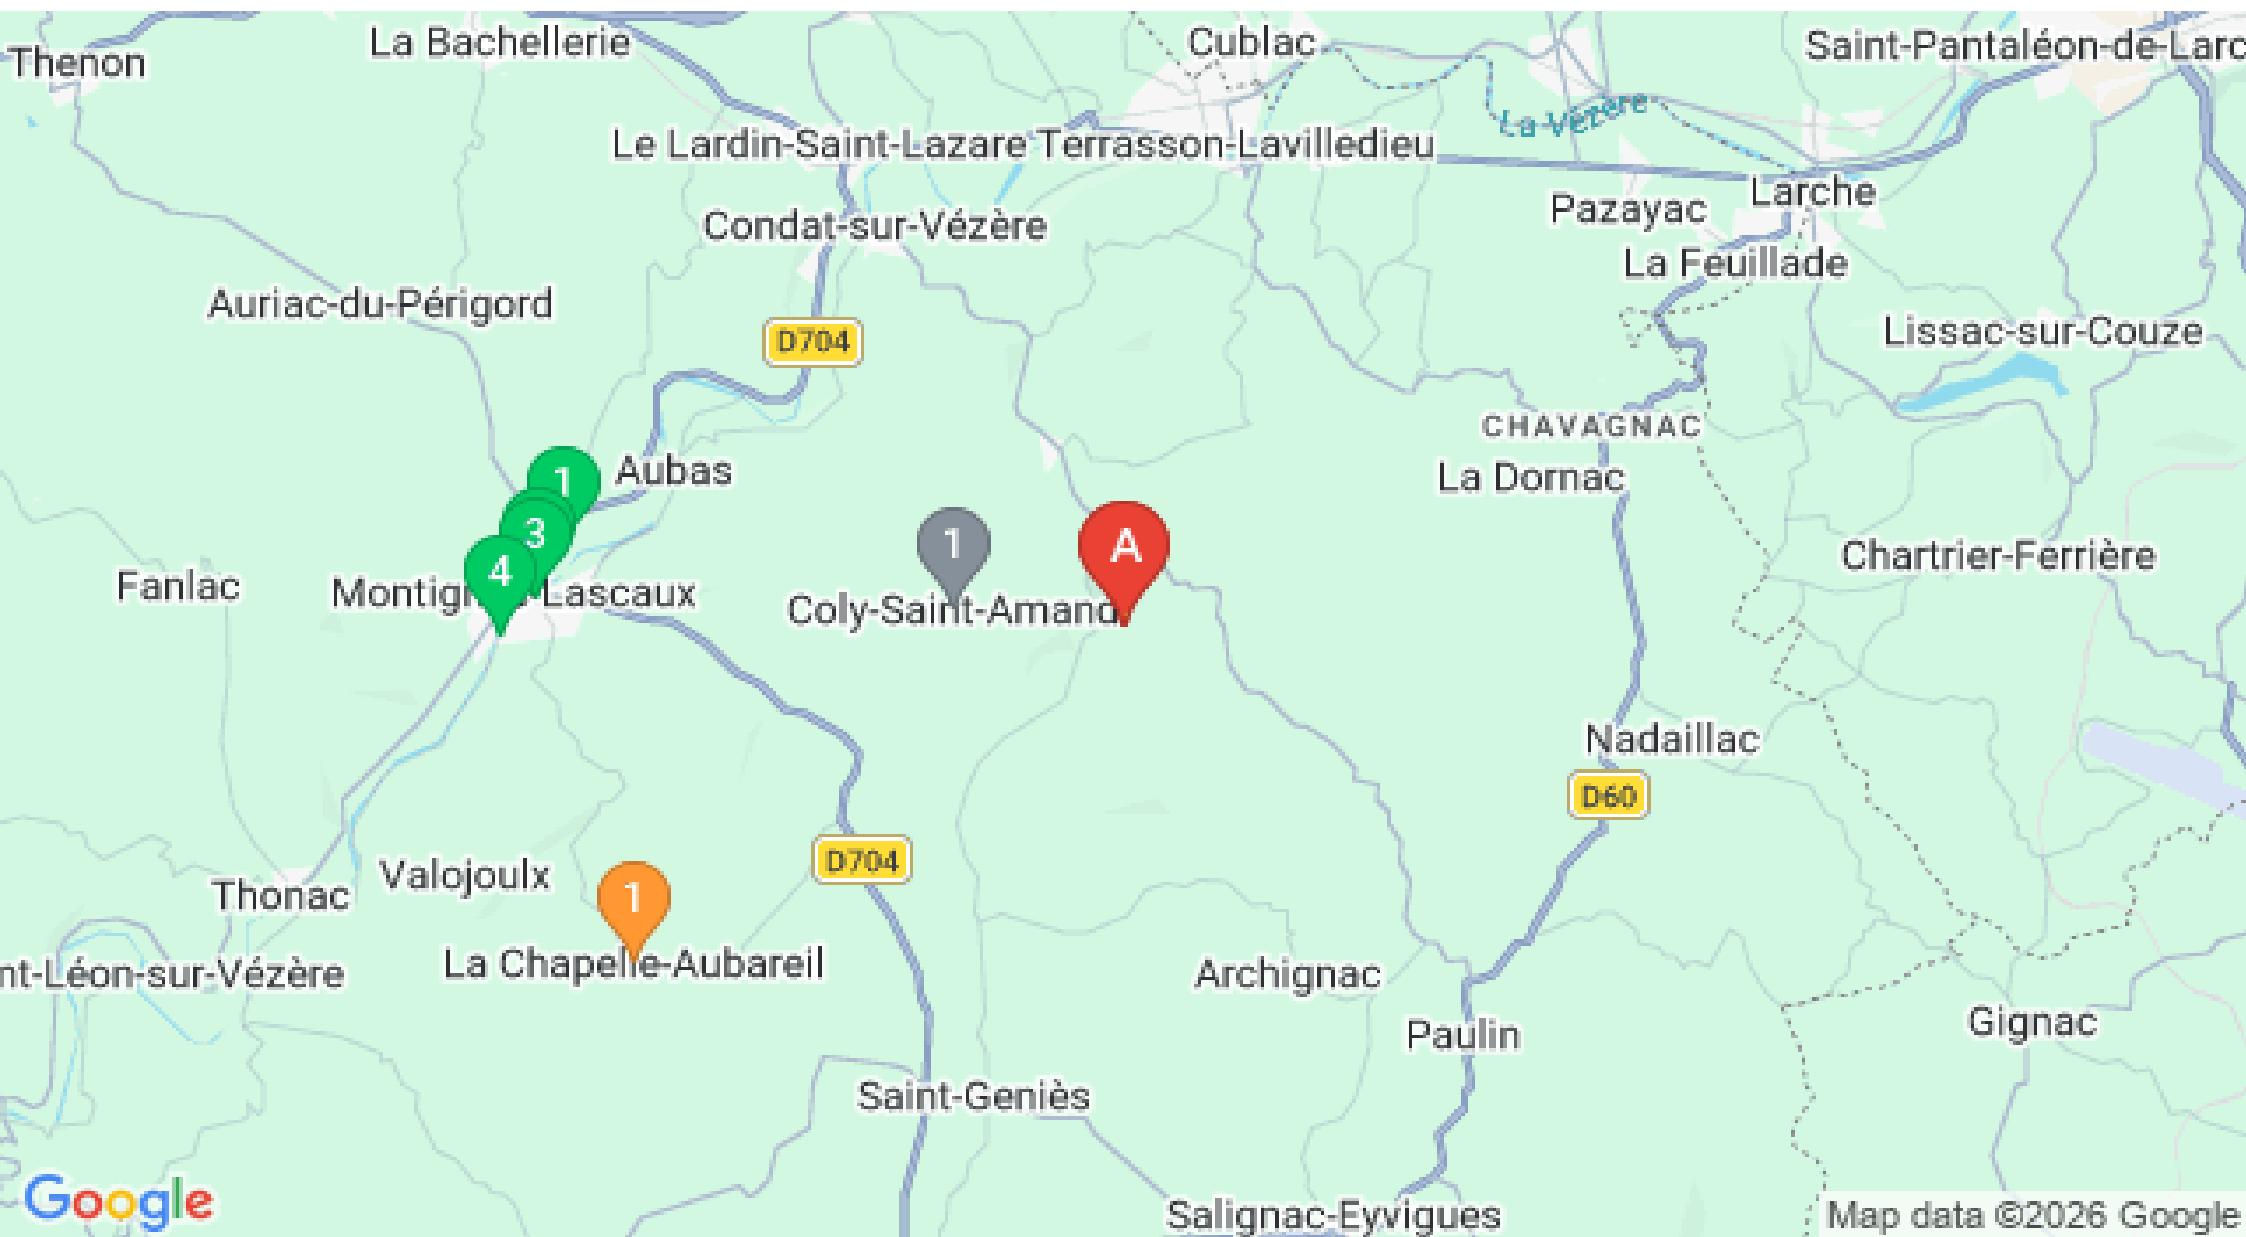 La Bachellerie
Cublac
Saint-Pantaléon-de-Larc
Thenon
La Vézère
Le Lardin-Saint-Lazare
Terrasson-Lavilledieu
Larche
Pazayac
Condat-sur-Vézère
La Feuillade
Auriac-du-Périgord
D704
Lissac-sur-Couze
CHAVAGNAC
Aubas
La Dornac
1
3
4
1
A
Chartrier-Ferrière
Fanlac
Lascaux
Coly-Saint-Amand
Nadaillac
D60
D704
Valojoulx
Thonac
1
La Chapelle-Aubareil
nt-Léon-sur-Vézère
Archignac
Gignac
Paulin
Saint-Geniès
Salignac-Eyvigues
Google
Map data ©2026 Google